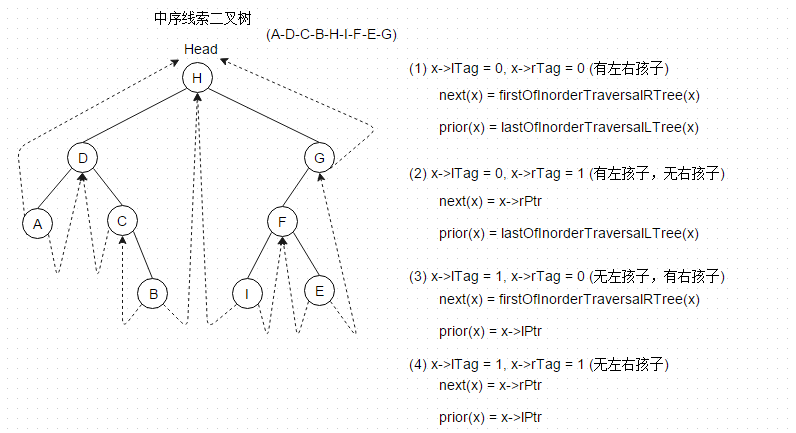 中序线索二叉树
(A-D-C-B-H-I-F-E-G)
Head
H
D
G
A
C
F
B
I
E
(1) x->lTag = 0, x->rTag = 0 (有左右孩子)
next(x) = firstOfInorderTraversalRTree(x)
prior(x) = lastOfInorderTraversalLTree(x)
(2) x->lTag = 0, x->rTag = 1 (有左孩子，无右孩子)
next(x) = x->rPtr
prior(x) = lastOfInorderTraversalLTree(x)
(3) x->lTag = 1, x->rTag = 0 (无左孩子，有右孩子)
next(x) = firstOfInorderTraversalRTree(x)
prior(x) = x->lPtr
(4) x->lTag = 1, x->rTag = 1 (无左右孩子)
next(x) = x->rPtr
prior(x) = x->lPtr